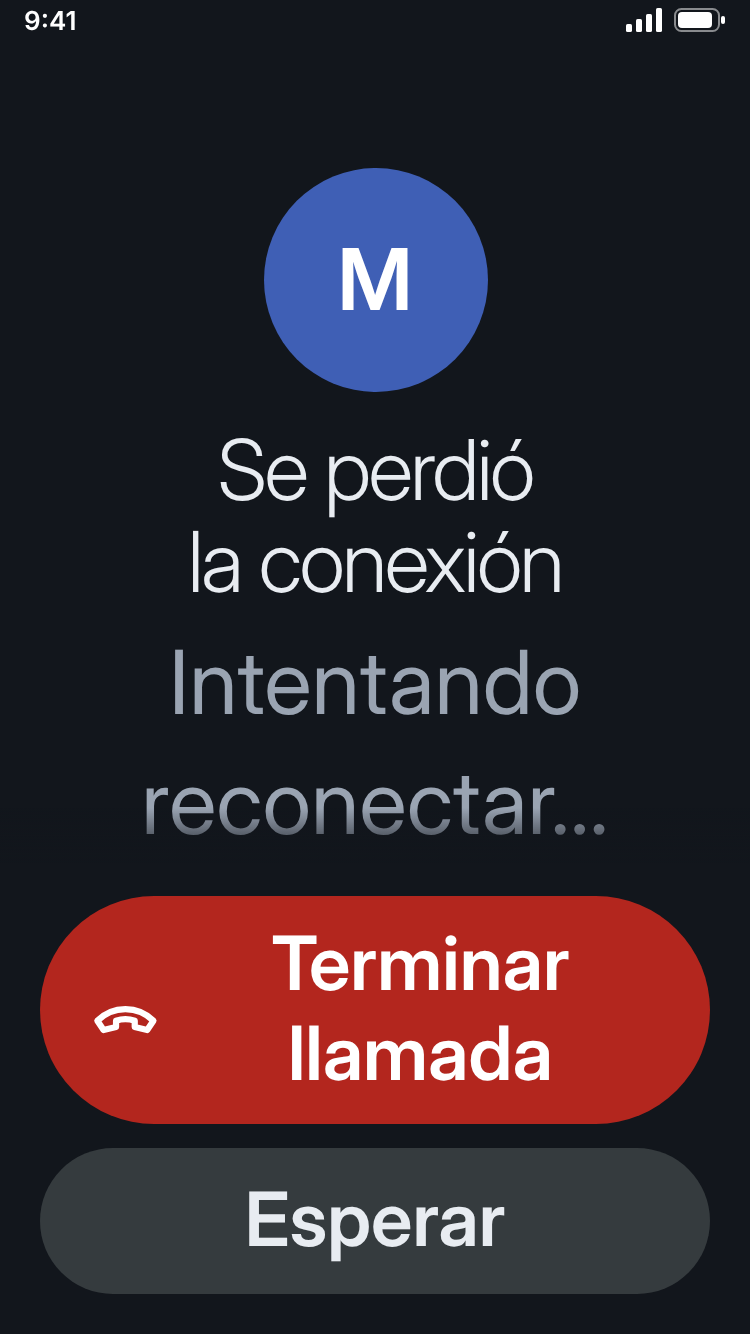 9:41
M
Se perdió
la conexión
Intentando
reconectar...
Terminar
llamada
Esperar